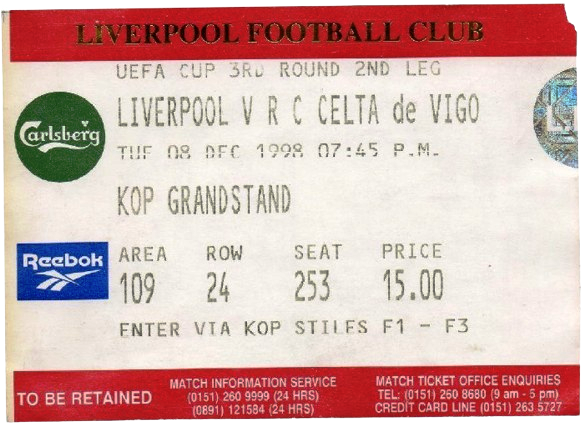 LIVERPOOL FOOTBALL CLUB
UEFA CUP 3RD ROUND 2ND LEG
LIVERPOOL V R C CELTA de VIGO
TUE 08 DEC 1998 07:45 P.M.
Carlsberg
KOP GRANDSTAND
Reebok
AREA ROW SEAT PRICE
109 24 253 15.00
ENTER VIA KOP STILES F1 - F3
TO BE RETAINED
MATCH INFORMATION SERVICE
(0151) 260 9999 (24 HRS)
(0891) 121584 (24 HRS)
MATCH TICKET OFFICE ENQUIRIES
TEL: (0151) 260 8680 (9 am - 5 pm)
CREDIT CARD LINE (0151) 263 5727